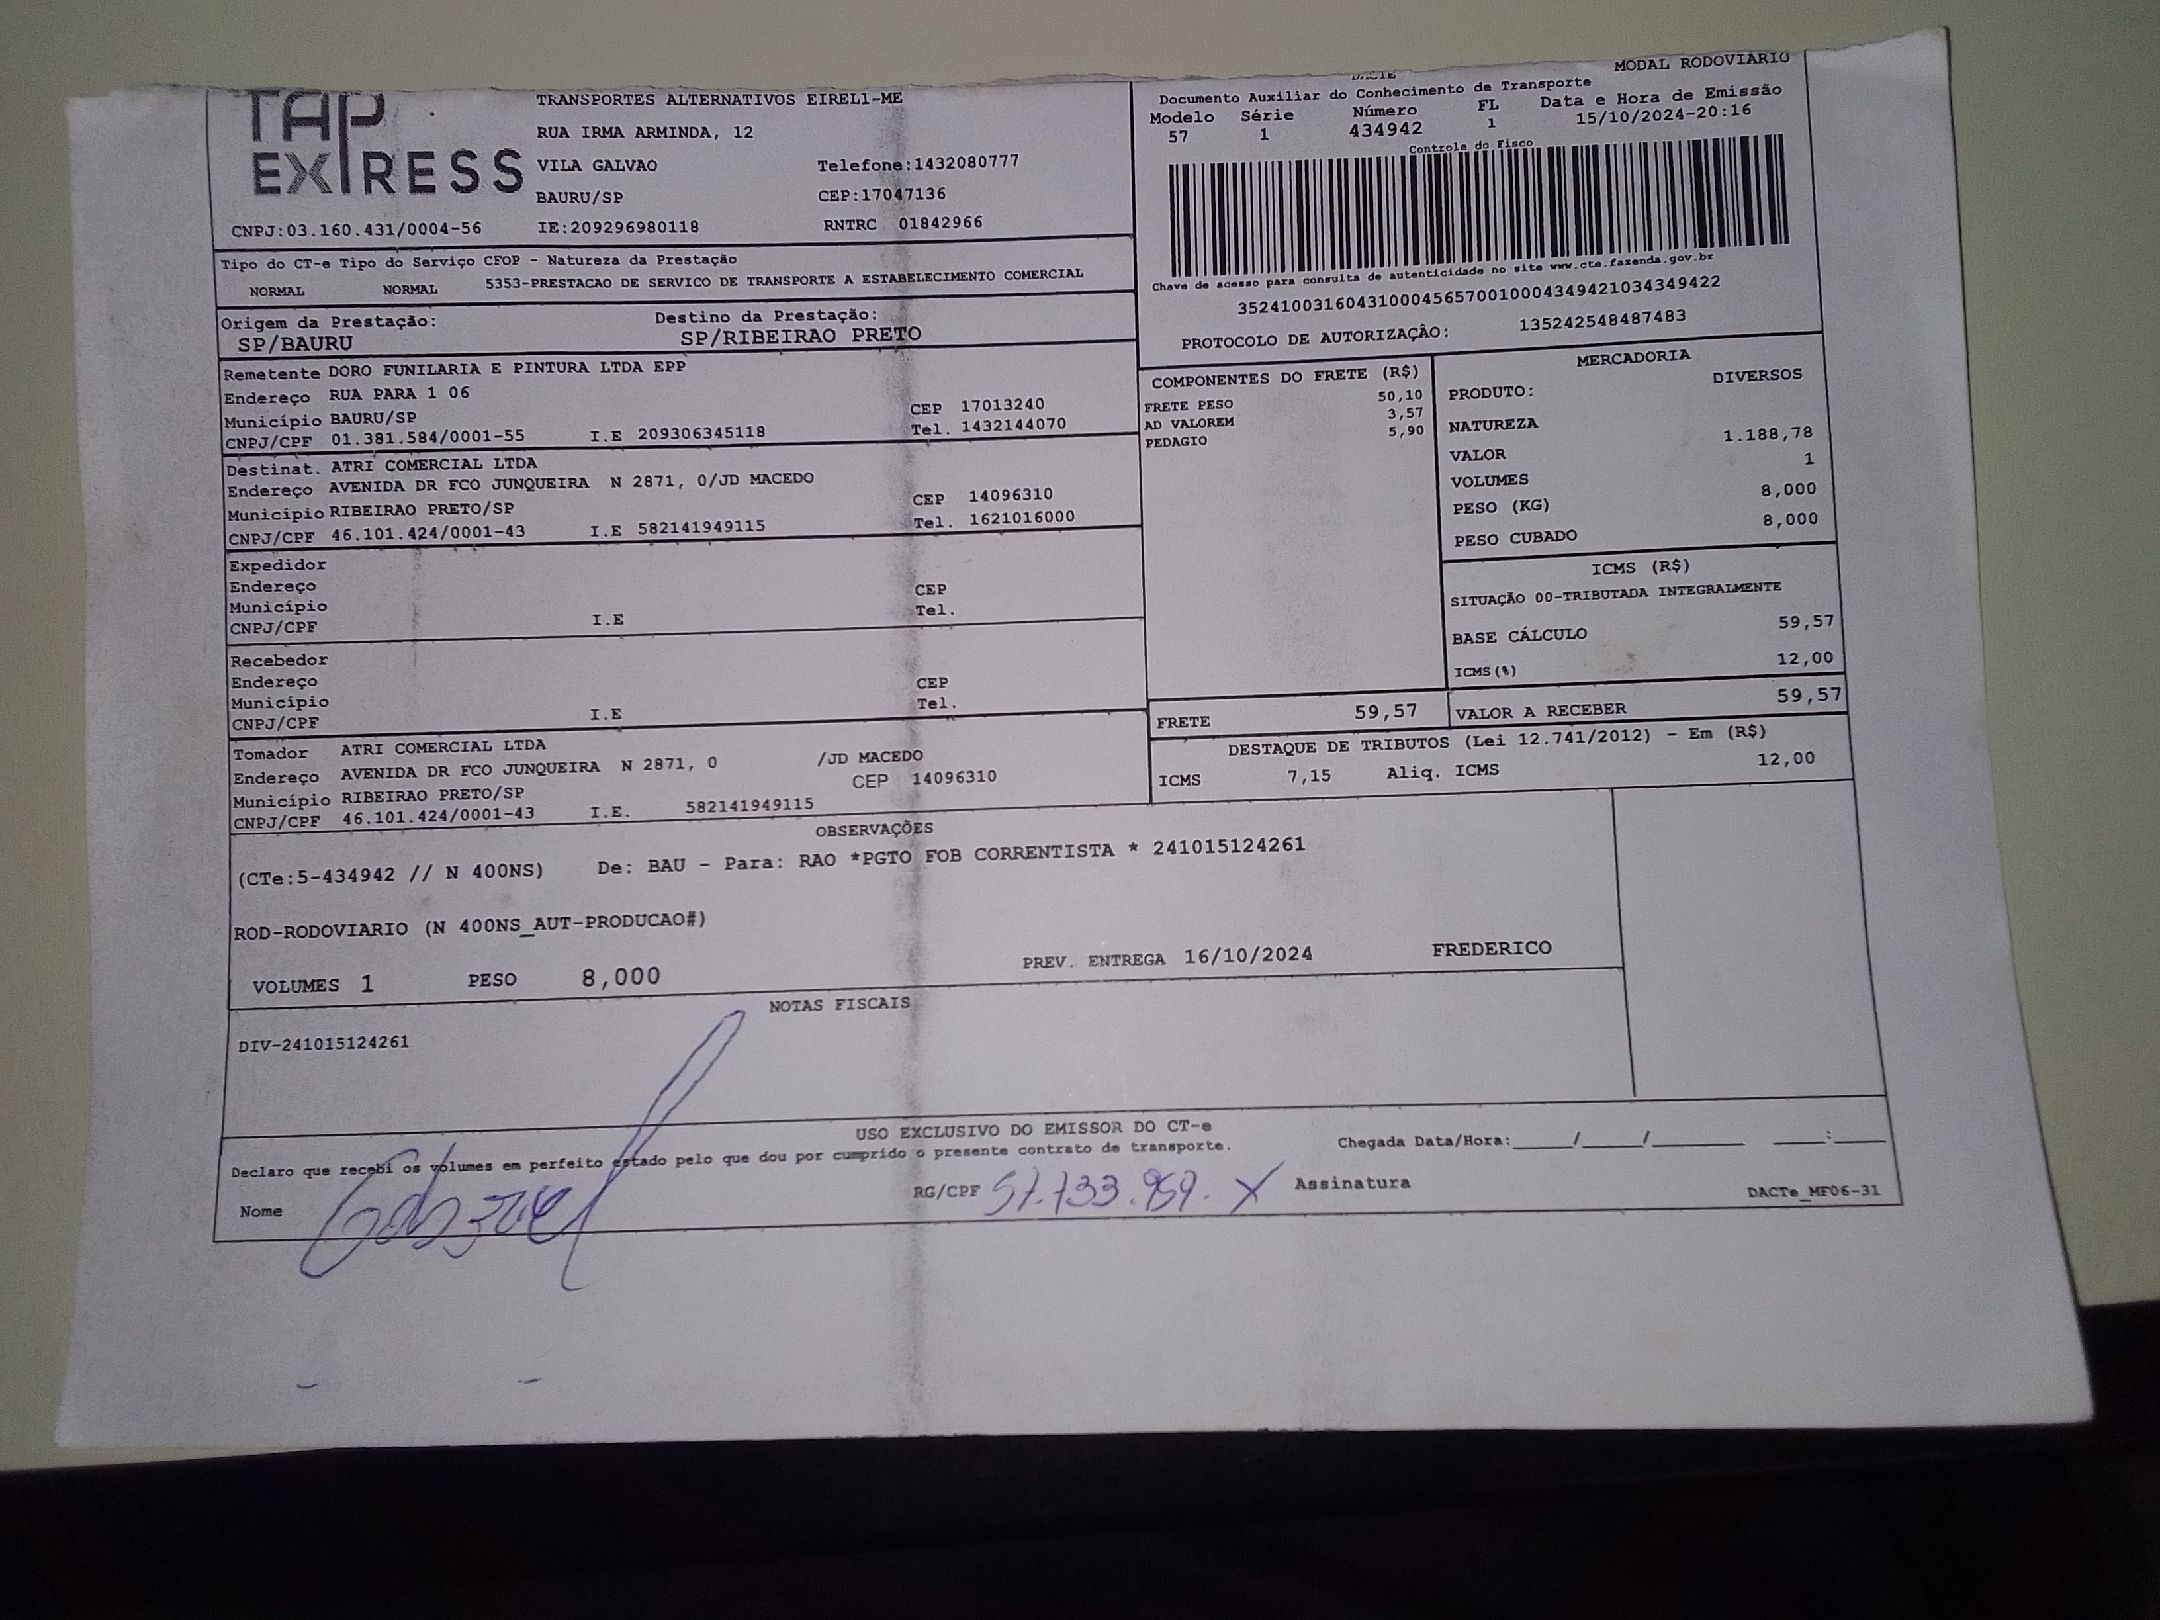 TAP
EXPRESS
CNPJ:03.160.431/0004-56
TRANSPORTES ALTERNATIVOS EIRELI-ME
RUA IRMA ARMINDA, 12
VILA GALVAO Telefone:1432080777
BAURU/SP CEP:17047136
IE:209296980118 RNTRC 01842966
MODAL RODOVIARIO
Documento Auxiliar do Conhecimento de Transporte
Modelo Série Número FL Data e Hora de Emissão
57 1 434942 1 15/10/2024-20:16
Controle do Fisco
Chave de acesso para consulta de autenticidade no site www.cte.fazenda.gov.br
35241003160431000456570010004349421034349422
PROTOCOLO DE AUTORIZAÇÃO: 135242548487483
Tipo do CT-e Tipo do Serviço CFOP - Natureza da Prestação
NORMAL NORMAL 5353-PRESTACAO DE SERVICO DE TRANSPORTE A ESTABELECIMENTO COMERCIAL
Origem da Prestação: Destino da Prestação:
SP/BAURU SP/RIBEIRAO PRETO
Remetente DORO FUNILARIA E PINTURA LTDA EPP
Endereço RUA PARA 1 06
Município BAURU/SP CEP 17013240
CNPJ/CPF 01.381.584/0001-55 I.E 209306345118 Tel. 1432144070
Destinat. ATRI COMERCIAL LTDA
Endereço AVENIDA DR FCO JUNQUEIRA N 2871, 0/JD MACEDO
Município RIBEIRAO PRETO/SP CEP 14096310
CNPJ/CPF 46.101.424/0001-43 I.E 582141949115 Tel. 1621016000
Expedidor
Endereço CEP
Município Tel.
CNPJ/CPF I.E
Recebedor
Endereço CEP
Município Tel.
CNPJ/CPF I.E
Tomador ATRI COMERCIAL LTDA
Endereço AVENIDA DR FCO JUNQUEIRA N 2871, 0 /JD MACEDO
Município RIBEIRAO PRETO/SP CEP 14096310
CNPJ/CPF 46.101.424/0001-43 I.E. 582141949115
COMPONENTES DO FRETE (R$)
FRETE PESO 50,10
AD VALOREM 3,57
PEDAGIO 5,90
MERCADORIA
PRODUTO: DIVERSOS
NATUREZA
VALOR 1.188,78
VOLUMES 1
PESO (KG) 8,000
PESO CUBADO 8,000
ICMS (R$)
SITUAÇÃO 00-TRIBUTADA INTEGRALMENTE
BASE CÁLCULO 59,57
ICMS(%) 12,00
FRETE 59,57 VALOR A RECEBER 59,57
DESTAQUE DE TRIBUTOS (Lei 12.741/2012) - Em (R$)
ICMS 7,15 Aliq. ICMS 12,00
OBSERVAÇÕES
(CTe:5-434942 // N 400NS) De: BAU - Para: RAO *PGTO FOB CORRENTISTA * 241015124261
ROD-RODOVIARIO (N 400NS_AUT-PRODUCAO#)
PREV. ENTREGA 16/10/2024 FREDERICO
VOLUMES 1 PESO 8,000
NOTAS FISCAIS
DIV-241015124261
USO EXCLUSIVO DO EMISSOR DO CT-e
Declaro que recebi os volumes em perfeito estado pelo que dou por cumprido o presente contrato de transporte. Chegada Data/Hora:____/____/_______ ____:____
Nome Gabriel RG/CPF 57.733.959-X Assinatura DACTe_MF06-31